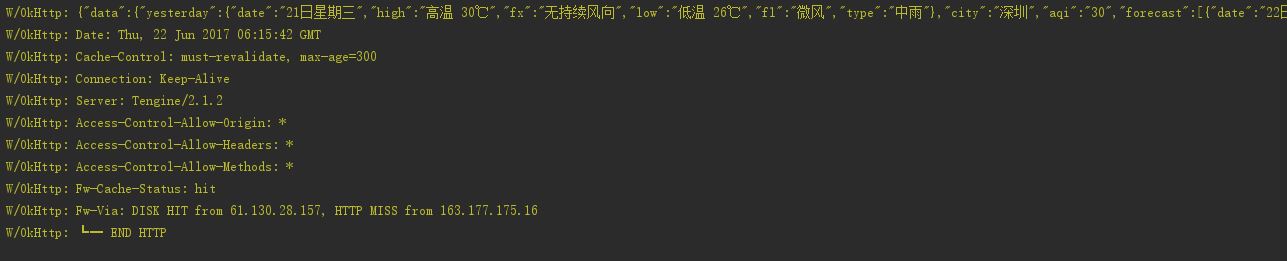 W/OkHttp: {"data":{"yesterday":{"date":"21日星期三","high":"高温 30℃","fx":"无持续风向","low":"低温 26℃","fl":"微风","type":"中雨"},"city":"深圳","aqi":"30","forecast":[{"date":"22日
W/OkHttp: Date: Thu, 22 Jun 2017 06:15:42 GMT
W/OkHttp: Cache-Control: must-revalidate, max-age=300
W/OkHttp: Connection: Keep-Alive
W/OkHttp: Server: Tengine/2.1.2
W/OkHttp: Access-Control-Allow-Origin: *
W/OkHttp: Access-Control-Allow-Headers: *
W/OkHttp: Access-Control-Allow-Methods: *
W/OkHttp: Fw-Cache-Status: hit
W/OkHttp: Fw-Via: DISK HIT from 61.130.28.157, HTTP MISS from 163.177.175.16
W/OkHttp: ┗━━ END HTTP